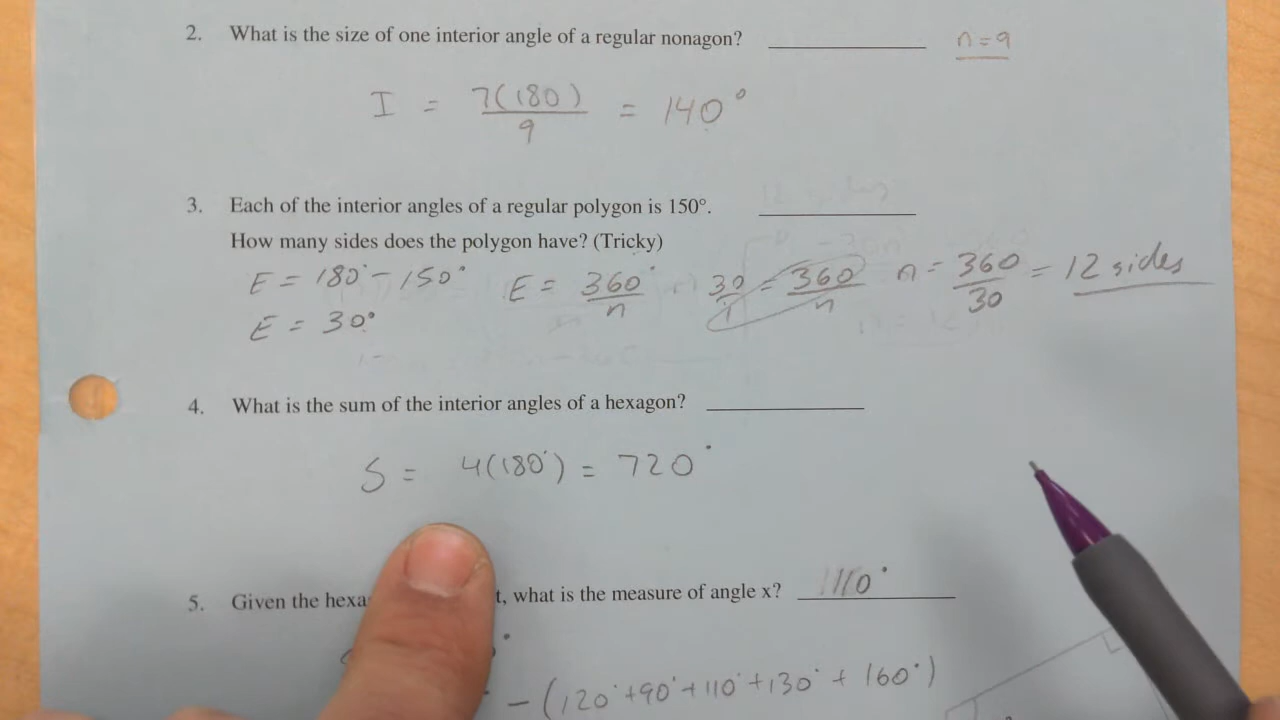 2. What is the size of one interior angle of a regular nonagon? n = 9
I = 7(180)/9 = 140°
3. Each of the interior angles of a regular polygon is 150°.
How many sides does the polygon have? (Tricky)
E = 180° - 150° E = 360°/n 30/1 = 360/n n = 360/30 = 12 sides
E = 30°
4. What is the sum of the interior angles of a hexagon?
S = 4(180°) = 720°
5. Given the hexa t, what is the measure of angle x? 110°
- (120° + 90° + 110° + 130° + 160°)